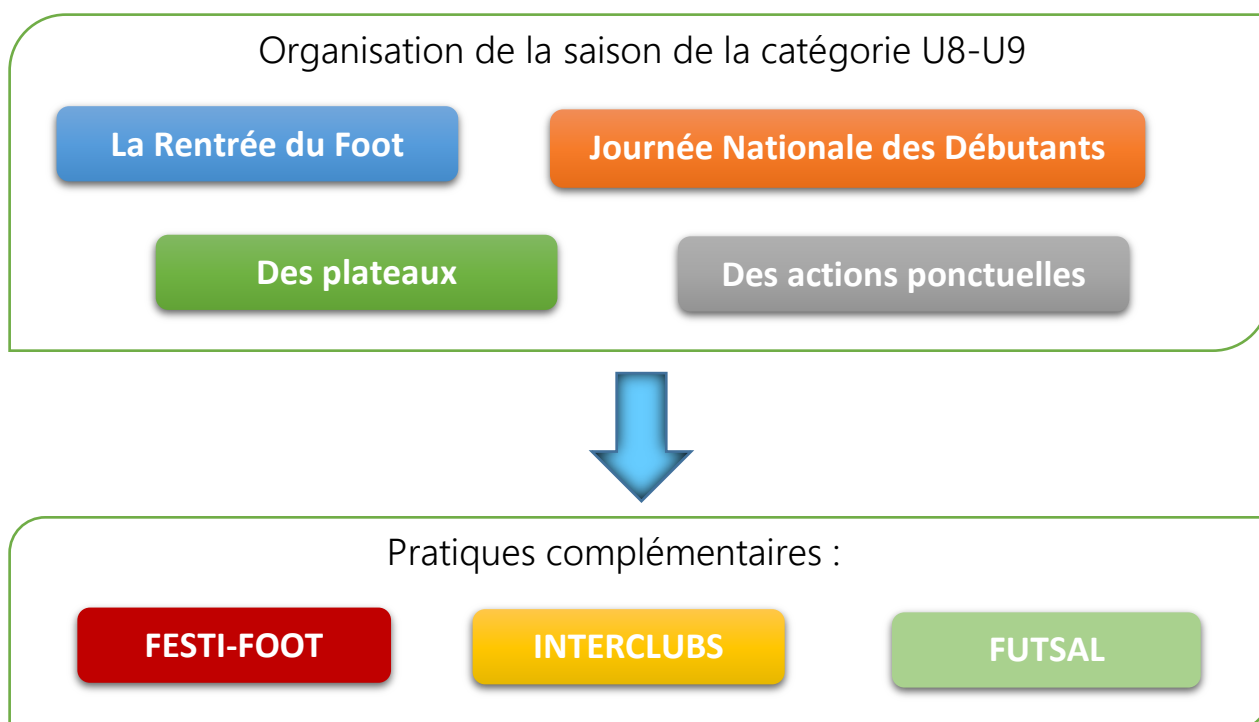 Organisation de la saison de la catégorie U8-U9
La Rentrée du Foot
Journée Nationale des Débutants
Des plateaux
Des actions ponctuelles
Pratiques complémentaires :
FESTI-FOOT
INTERCLUBS
FUTSAL